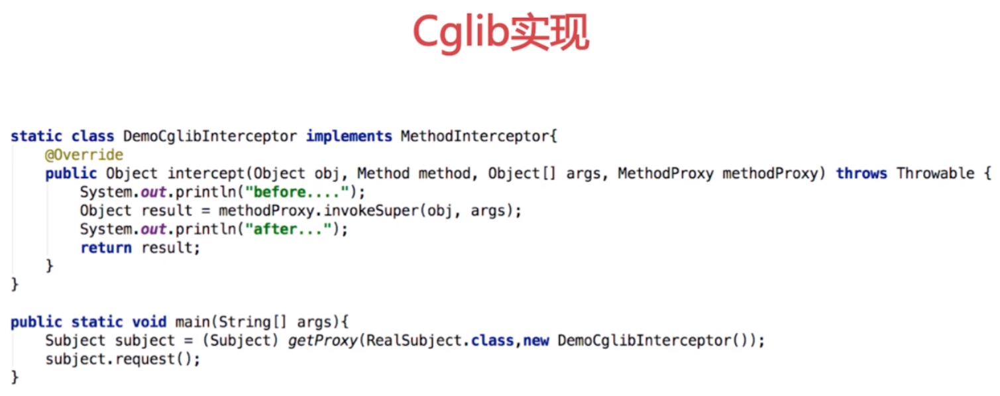 Cglib实现
static class DemoCglibInterceptor implements MethodInterceptor{
    @Override
    public Object intercept(Object obj, Method method, Object[] args, MethodProxy methodProxy) throws Throwable {
        System.out.println("before....");
        Object result = methodProxy.invokeSuper(obj, args);
        System.out.println("after...");
        return result;
    }
}
public static void main(String[] args){
    Subject subject = (Subject) getProxy(RealSubject.class,new DemoCglibInterceptor());
    subject.request();
}